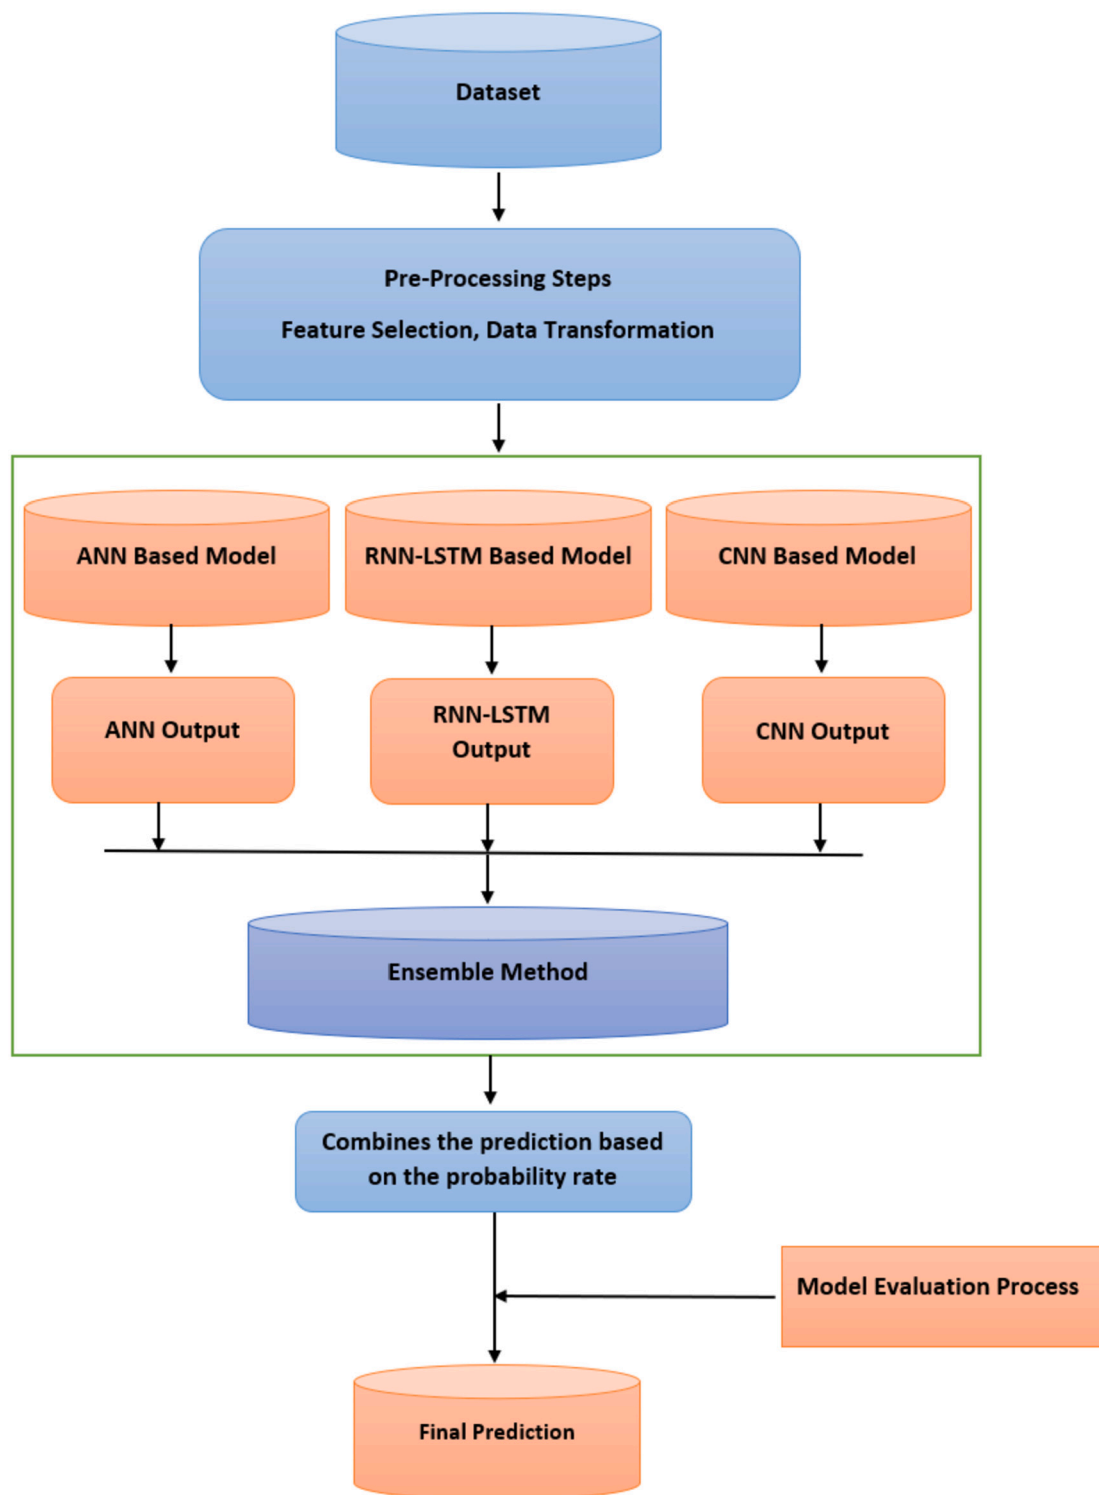 Dataset
Pre-Processing Steps
Feature Selection, Data Transformation
ANN Based Model
RNN-LSTM Based Model
CNN Based Model
ANN Output
RNN-LSTM
Output
CNN Output
Ensemble Method
Combines the prediction based
on the probability rate
Model Evaluation Process
Final Prediction